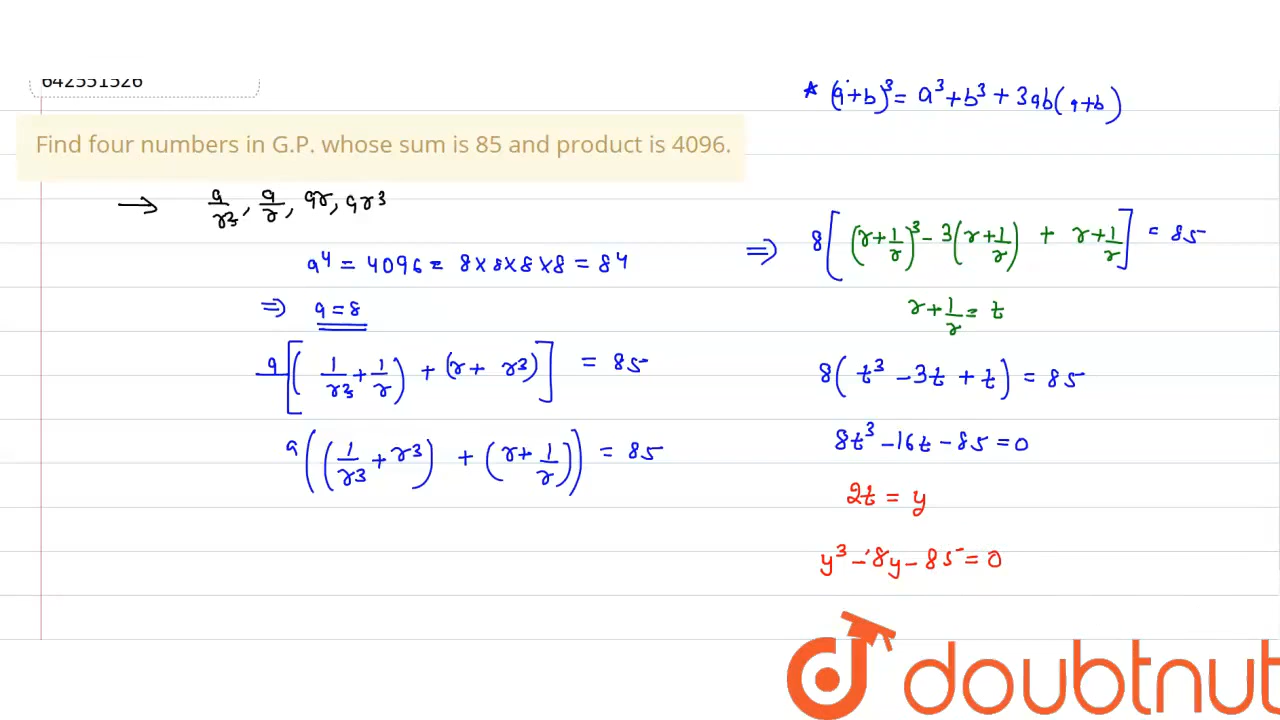 642551526
Find four numbers in G.P. whose sum is 85 and product is 4096.
→ a/r3, a/r, ar, ar3
a⁴ = 4096 = 8×8×8×8 = 8⁴
⇒ a = 8
a[(1/r3 + 1/r) + (r + r3)] = 85
a((1/r3 + r3) + (r + 1/r)) = 85
* (a+b)³ = a³ + b³ + 3ab(a+b)
⇒ 8[(r + 1/r)³ - 3(r + 1/r) + r + 1/r] = 85
r + 1/r = t
8(t³ - 3t + t) = 85
8t³ - 16t - 85 = 0
2t = y
y³ - 8y - 85 = 0
doubtnut